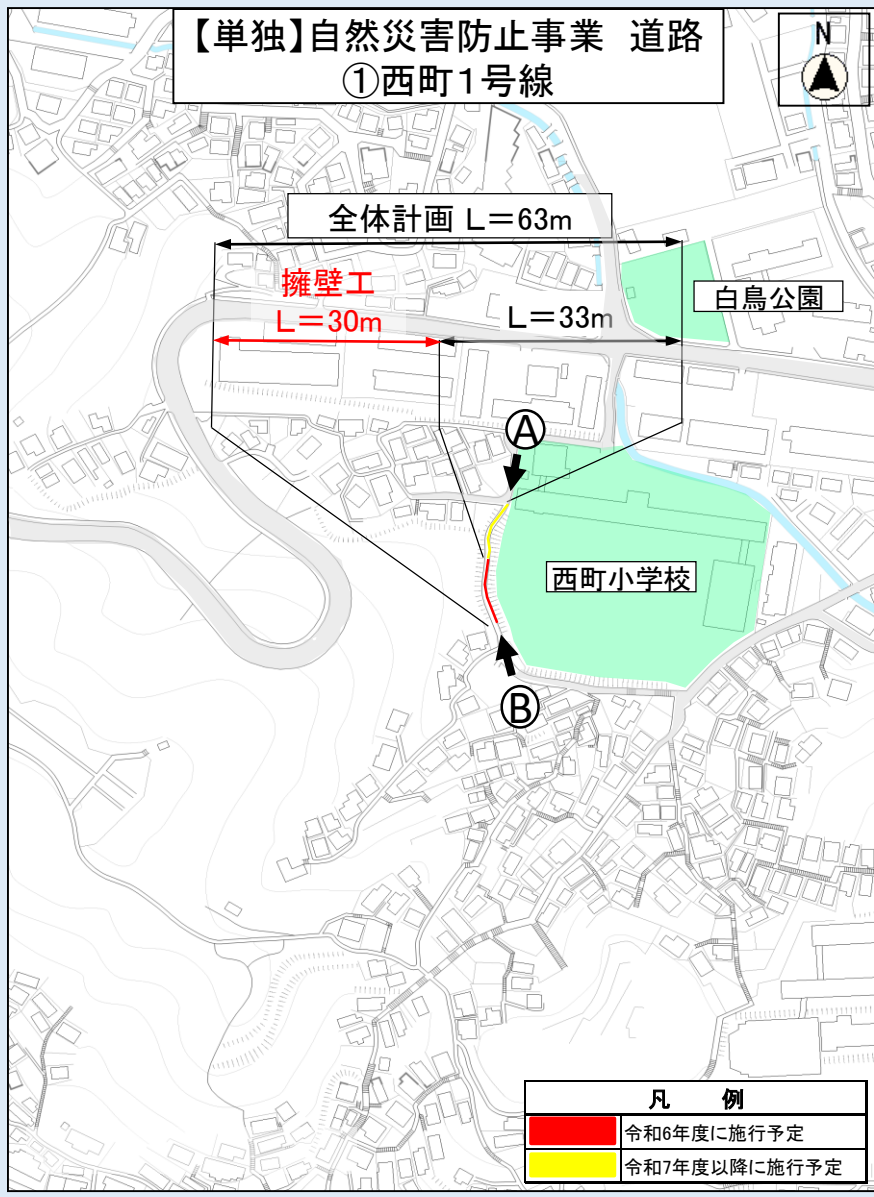 【単独】自然災害防止事業 道路
①西町1号線
N
全体計画 L=63m
擁壁工
L=30m
L=33m
白鳥公園
A
西町小学校
B
凡 例
令和6年度に施行予定
令和7年度以降に施行予定